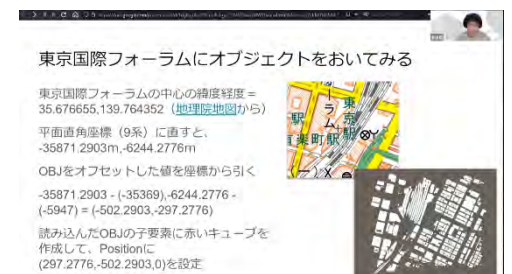 東京国際フォーラムにオブジェクトをおいてみる
東京国際フォーラムの中心の緯度経度＝
35.676655,139.764352（地理院地図から）
平面直角座標（9系）に直すと、
-35871.2903m,-6244.2776m
OBJをオフセットした値を座標から引く
-35871.2903 - (-35369),-6244.2776 -
(-5947) = (-502.2903,-297.2776)
読み込んだOBJの子要素に赤いキューブを
作成して、Positionに
(297.2776,-502.2903,0)を設定
ラ
東
ム
京
駅
駅
楽町駅